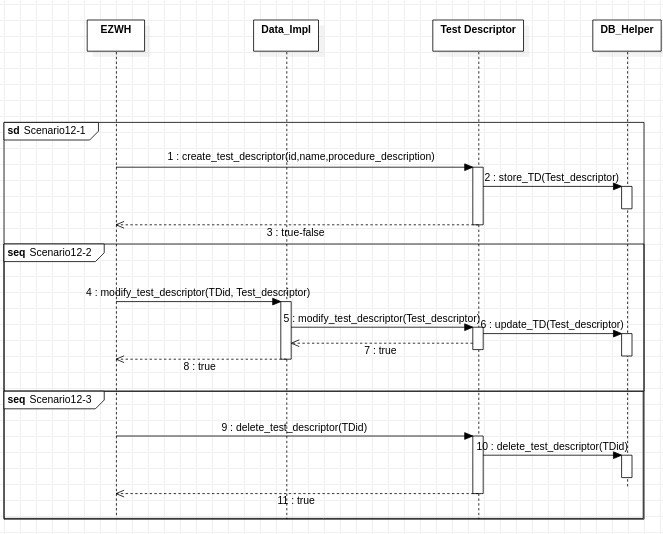 EZWH
Data_Impl
Test Descriptor
DB_Helper
sd Scenario12-1
1 : create_test_descriptor(id,name,procedure_description)
2 : store_TD(Test_descriptor)
3 : true-false
seq Scenario12-2
4 : modify_test_descriptor(TDid, Test_descriptor)
5 : modify_test_descriptor(Test_descriptor)
6 : update_TD(Test_descriptor)
7 : true
8 : true
seq Scenario12-3
9 : delete_test_descriptor(TDid)
10 : delete_test_descriptor(TDid)
11 : true